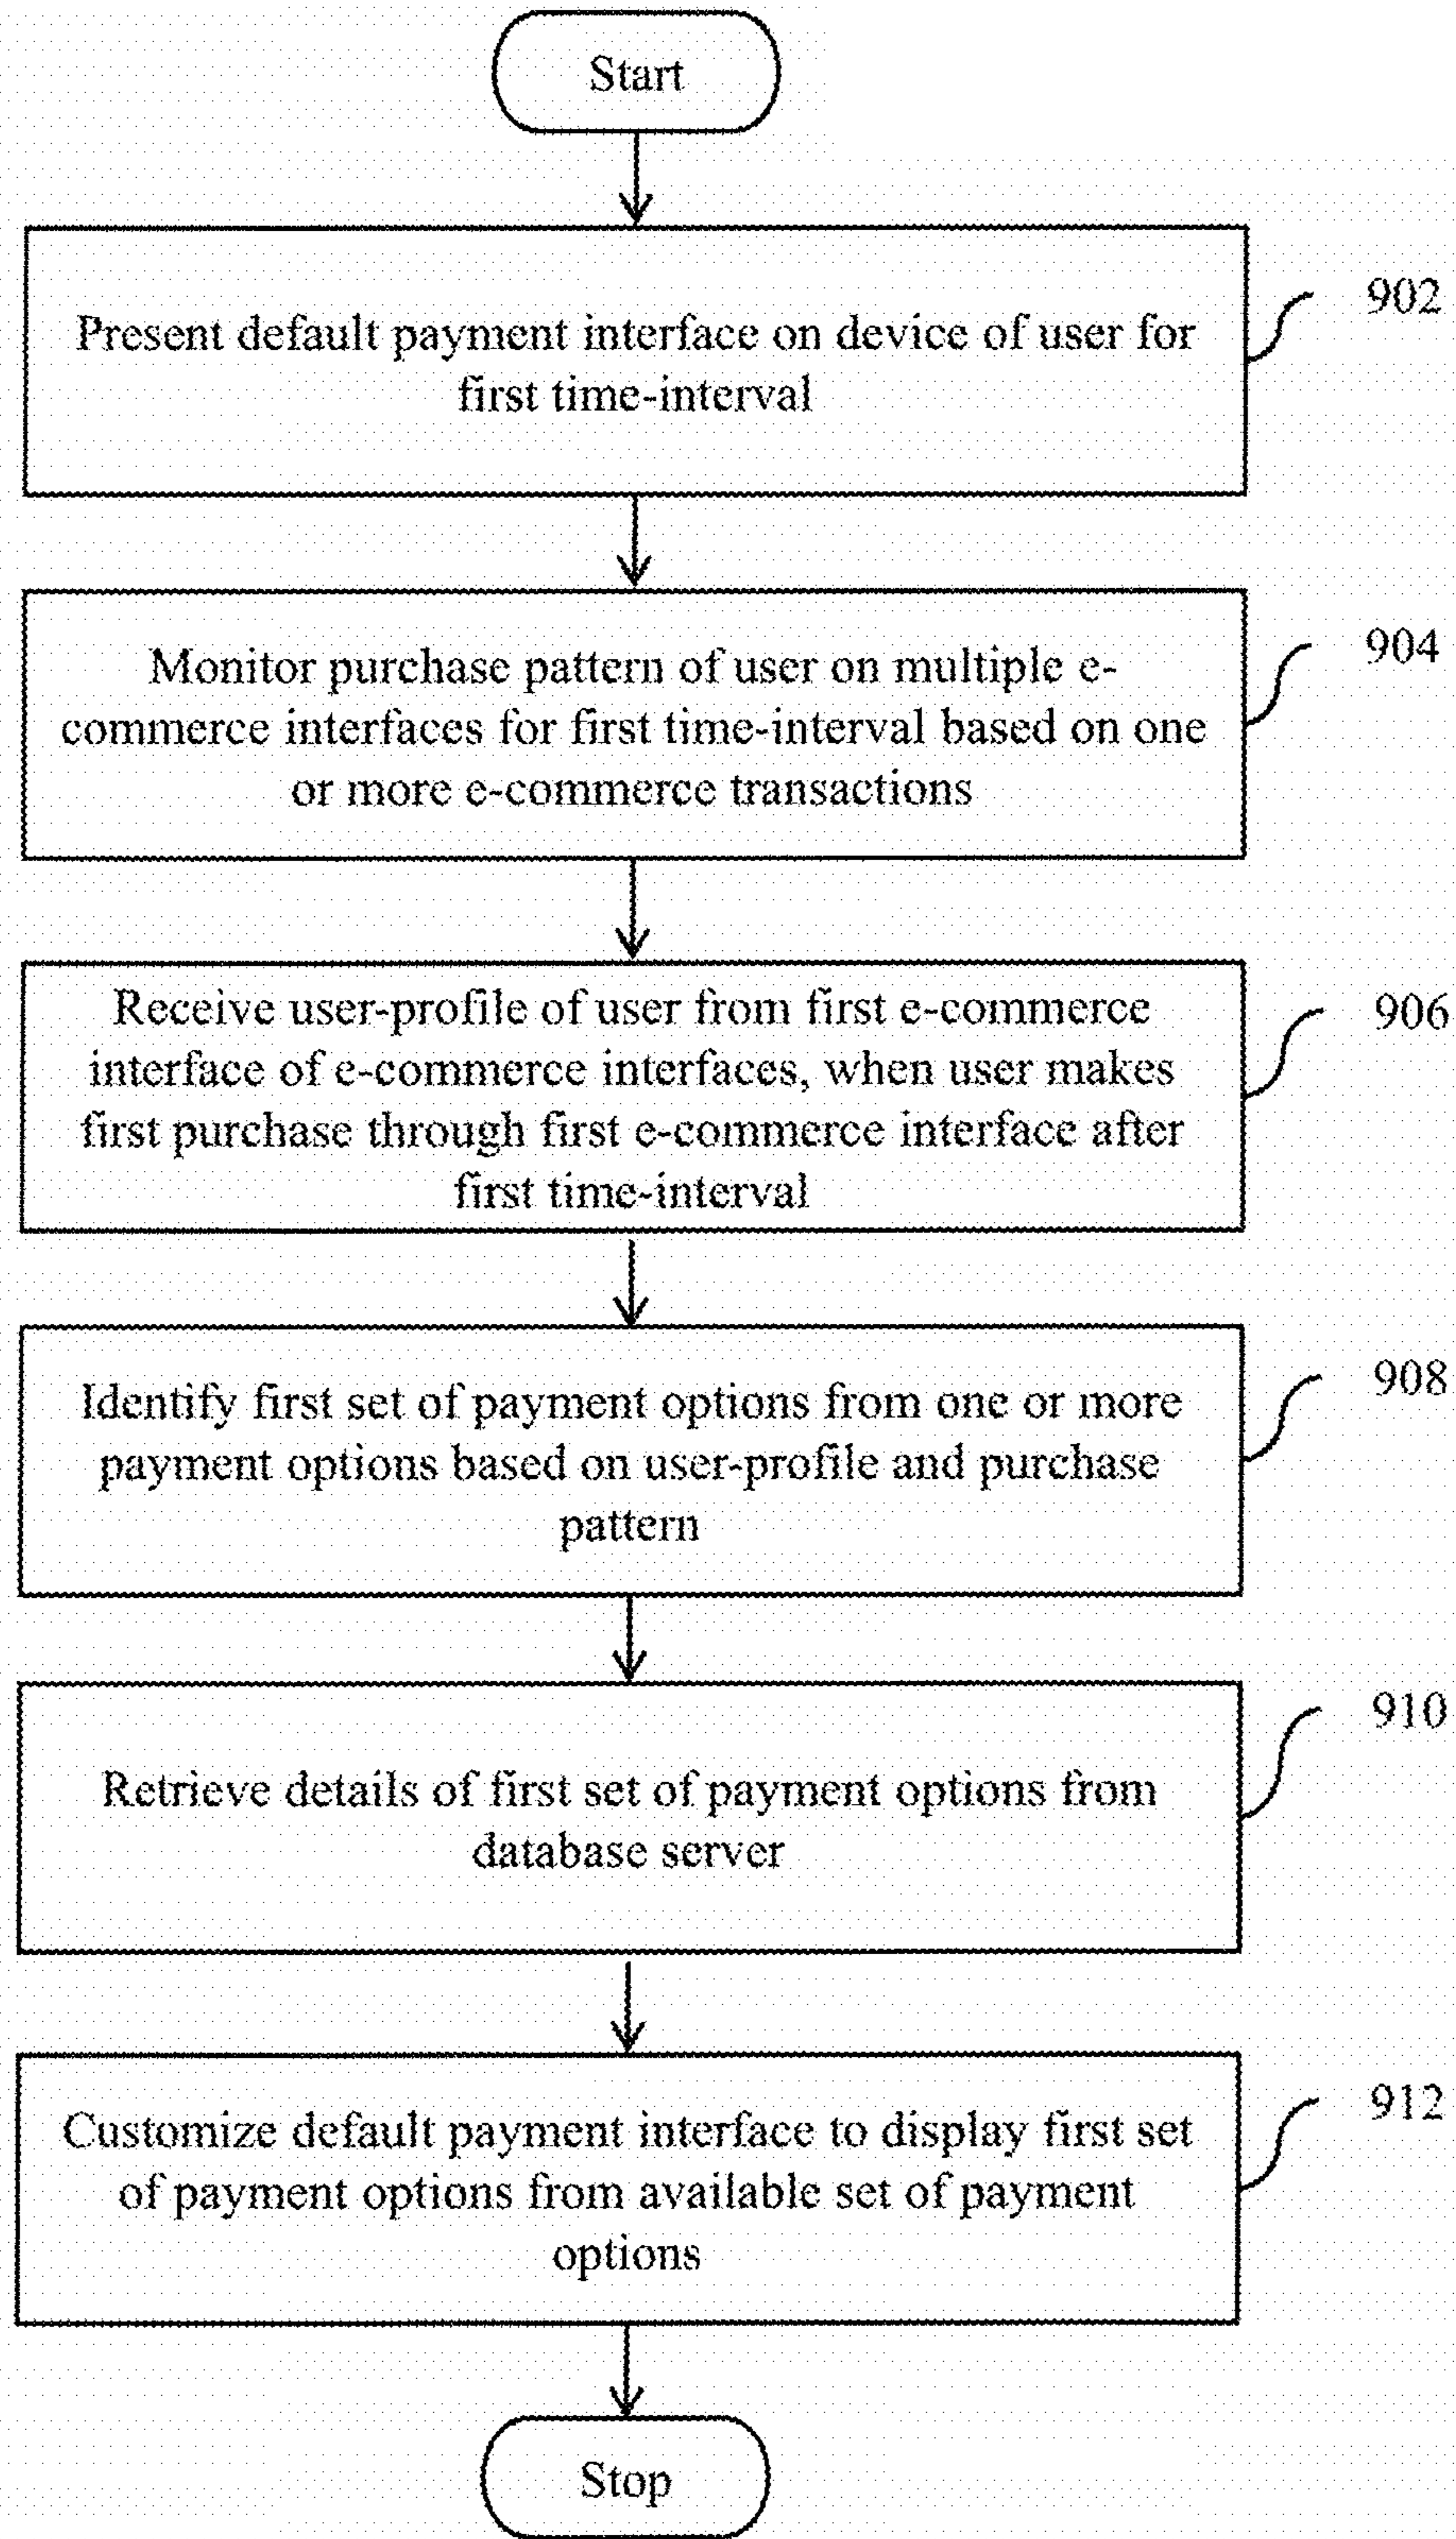 Start
Present default payment interface on device of user for
first time-interval
902
Monitor purchase pattern of user on multiple e-
commerce interfaces for first time-interval based on one
or more e-commerce transactions
904
Receive user-profile of user from first e-commerce
interface of e-commerce interfaces, when user makes
first purchase through first e-commerce interface after
first time-interval
906
Identify first set of payment options from one or more
payment options based on user-profile and purchase
pattern
908
Retrieve details of first set of payment options from
database server
910
Customize default payment interface to display first set
of payment options from available set of payment
options
912
Stop